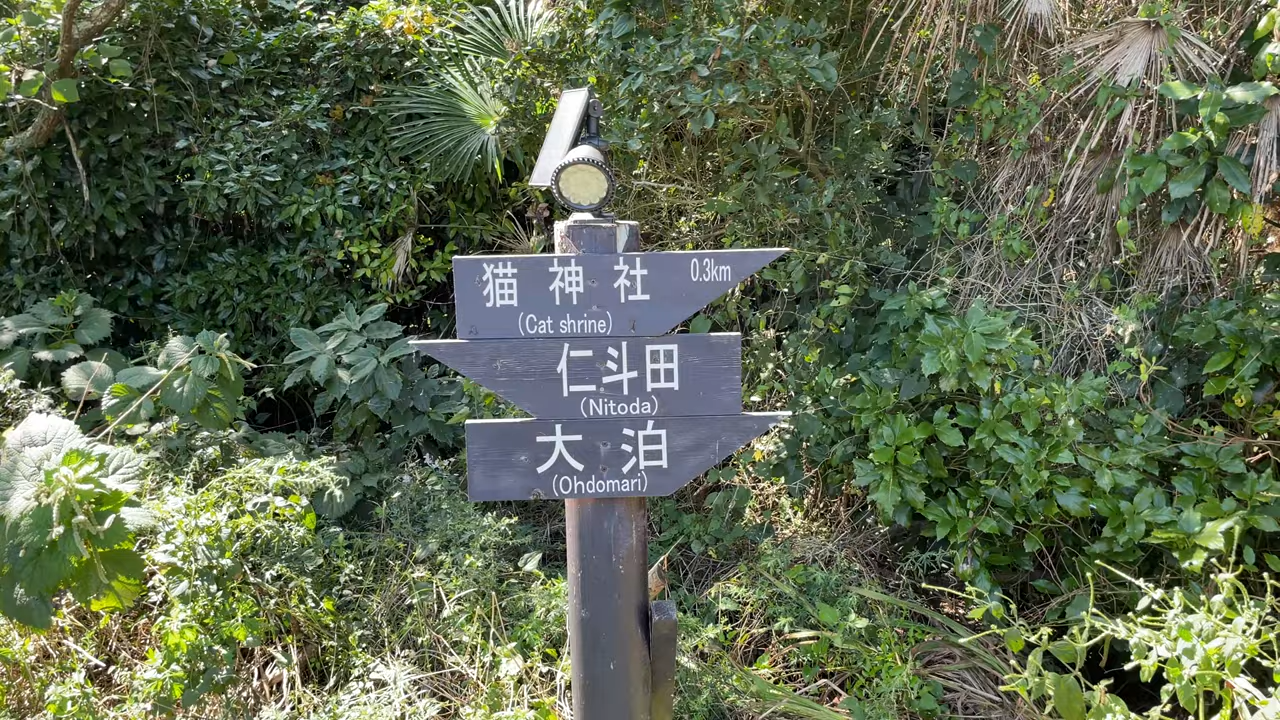 猫神社 0.3km
(Cat shrine)
仁斗田
(Nitoda)
大泊
(Ohdomari)